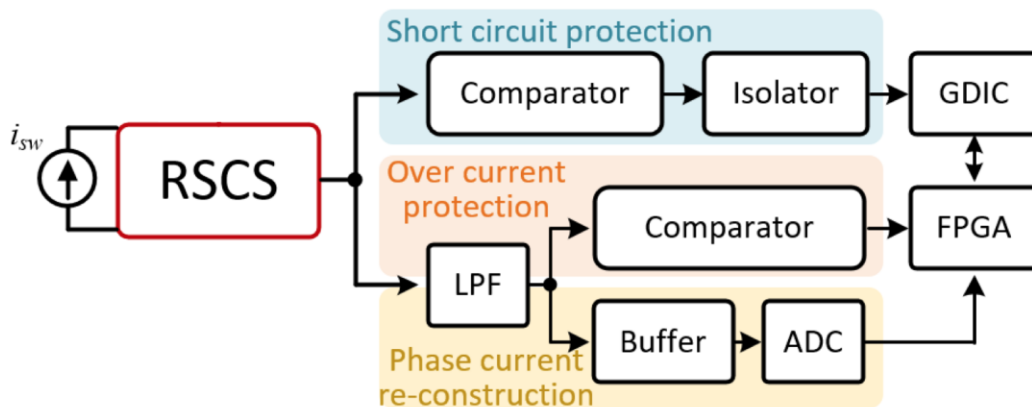 Short circuit protection
Comparator
Isolator
GDIC
i_sw
RSCS
Over current
protection
Comparator
FPGA
LPF
Buffer
ADC
Phase current
re-construction